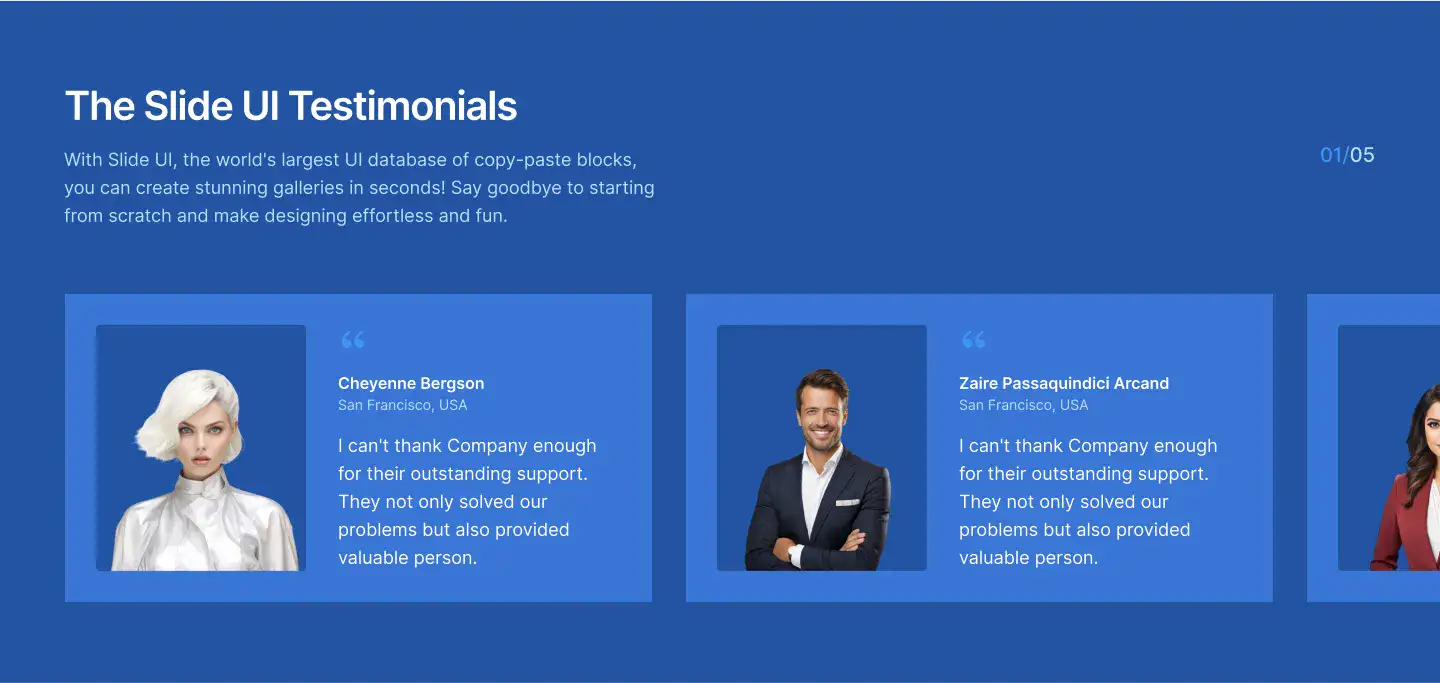 The Slide UI Testimonials
With Slide UI, the world's largest UI database of copy-paste blocks,
you can create stunning galleries in seconds! Say goodbye to starting
from scratch and make designing effortless and fun.
01/05
“
Cheyenne Bergson
San Francisco, USA
I can't thank Company enough
for their outstanding support.
They not only solved our
problems but also provided
valuable person.
“
Zaire Passaquindici Arcand
San Francisco, USA
I can't thank Company enough
for their outstanding support.
They not only solved our
problems but also provided
valuable person.